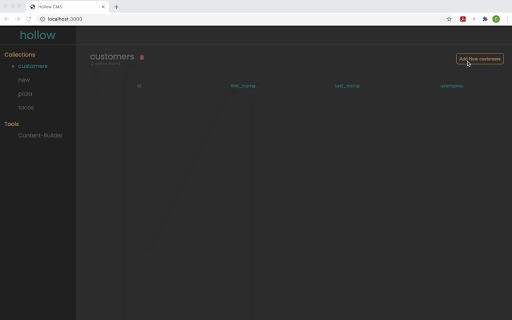 Hollow CMS
localhost:3000
hollow
Collections
customers
new
pizza
tacos
Tools
Content-Builder
customers
Add New customers
id
first_name
last_name
username